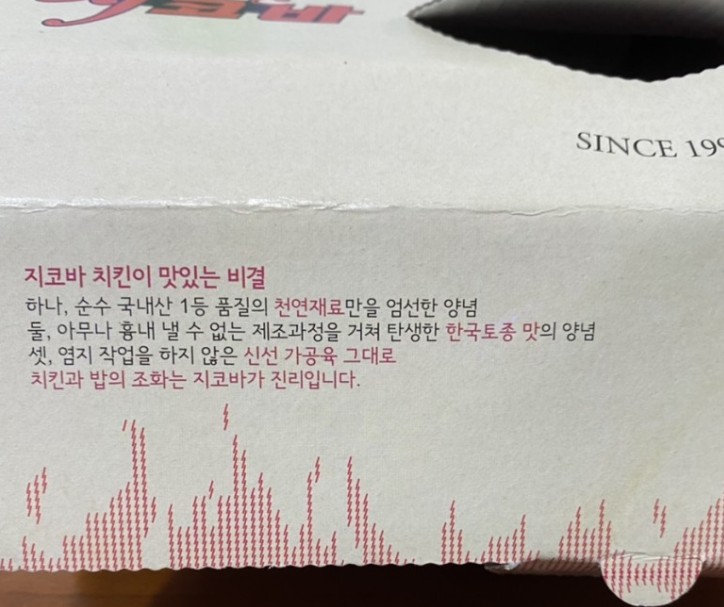 코바
SINCE 199
지코바 치킨이 맛있는 비결
하나, 순수 국내산 1등 품질의 천연재료만을 엄선한 양념
둘, 아무나 흉내 낼 수 없는 제조과정을 거쳐 탄생한 한국토종 맛의 양념
셋, 염지 작업을 하지 않은 신선 가공육 그대로
치킨과 밥의 조화는 지코바가 진리입니다.